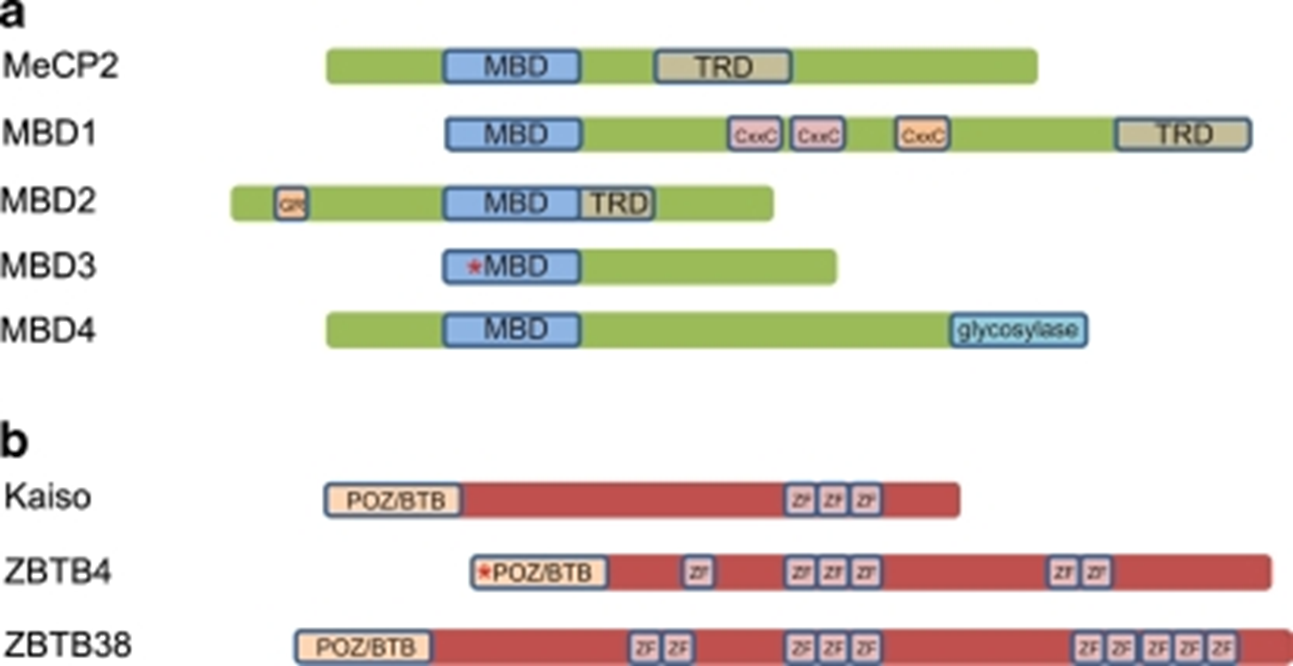 a
MeCP2 MBD TRD
MBD1 MBD CxxC CxxC CxxC TRD
MBD2 MBD TRD
MBD3 *MBD
MBD4 MBD glycosylase
b
Kaiso POZ/BTB ZF ZF ZF
ZBTB4 *POZ/BTB ZF ZF ZF ZF ZF ZF
ZBTB38 POZ/BTB ZF ZF ZF ZF ZF ZF ZF ZF ZF ZF